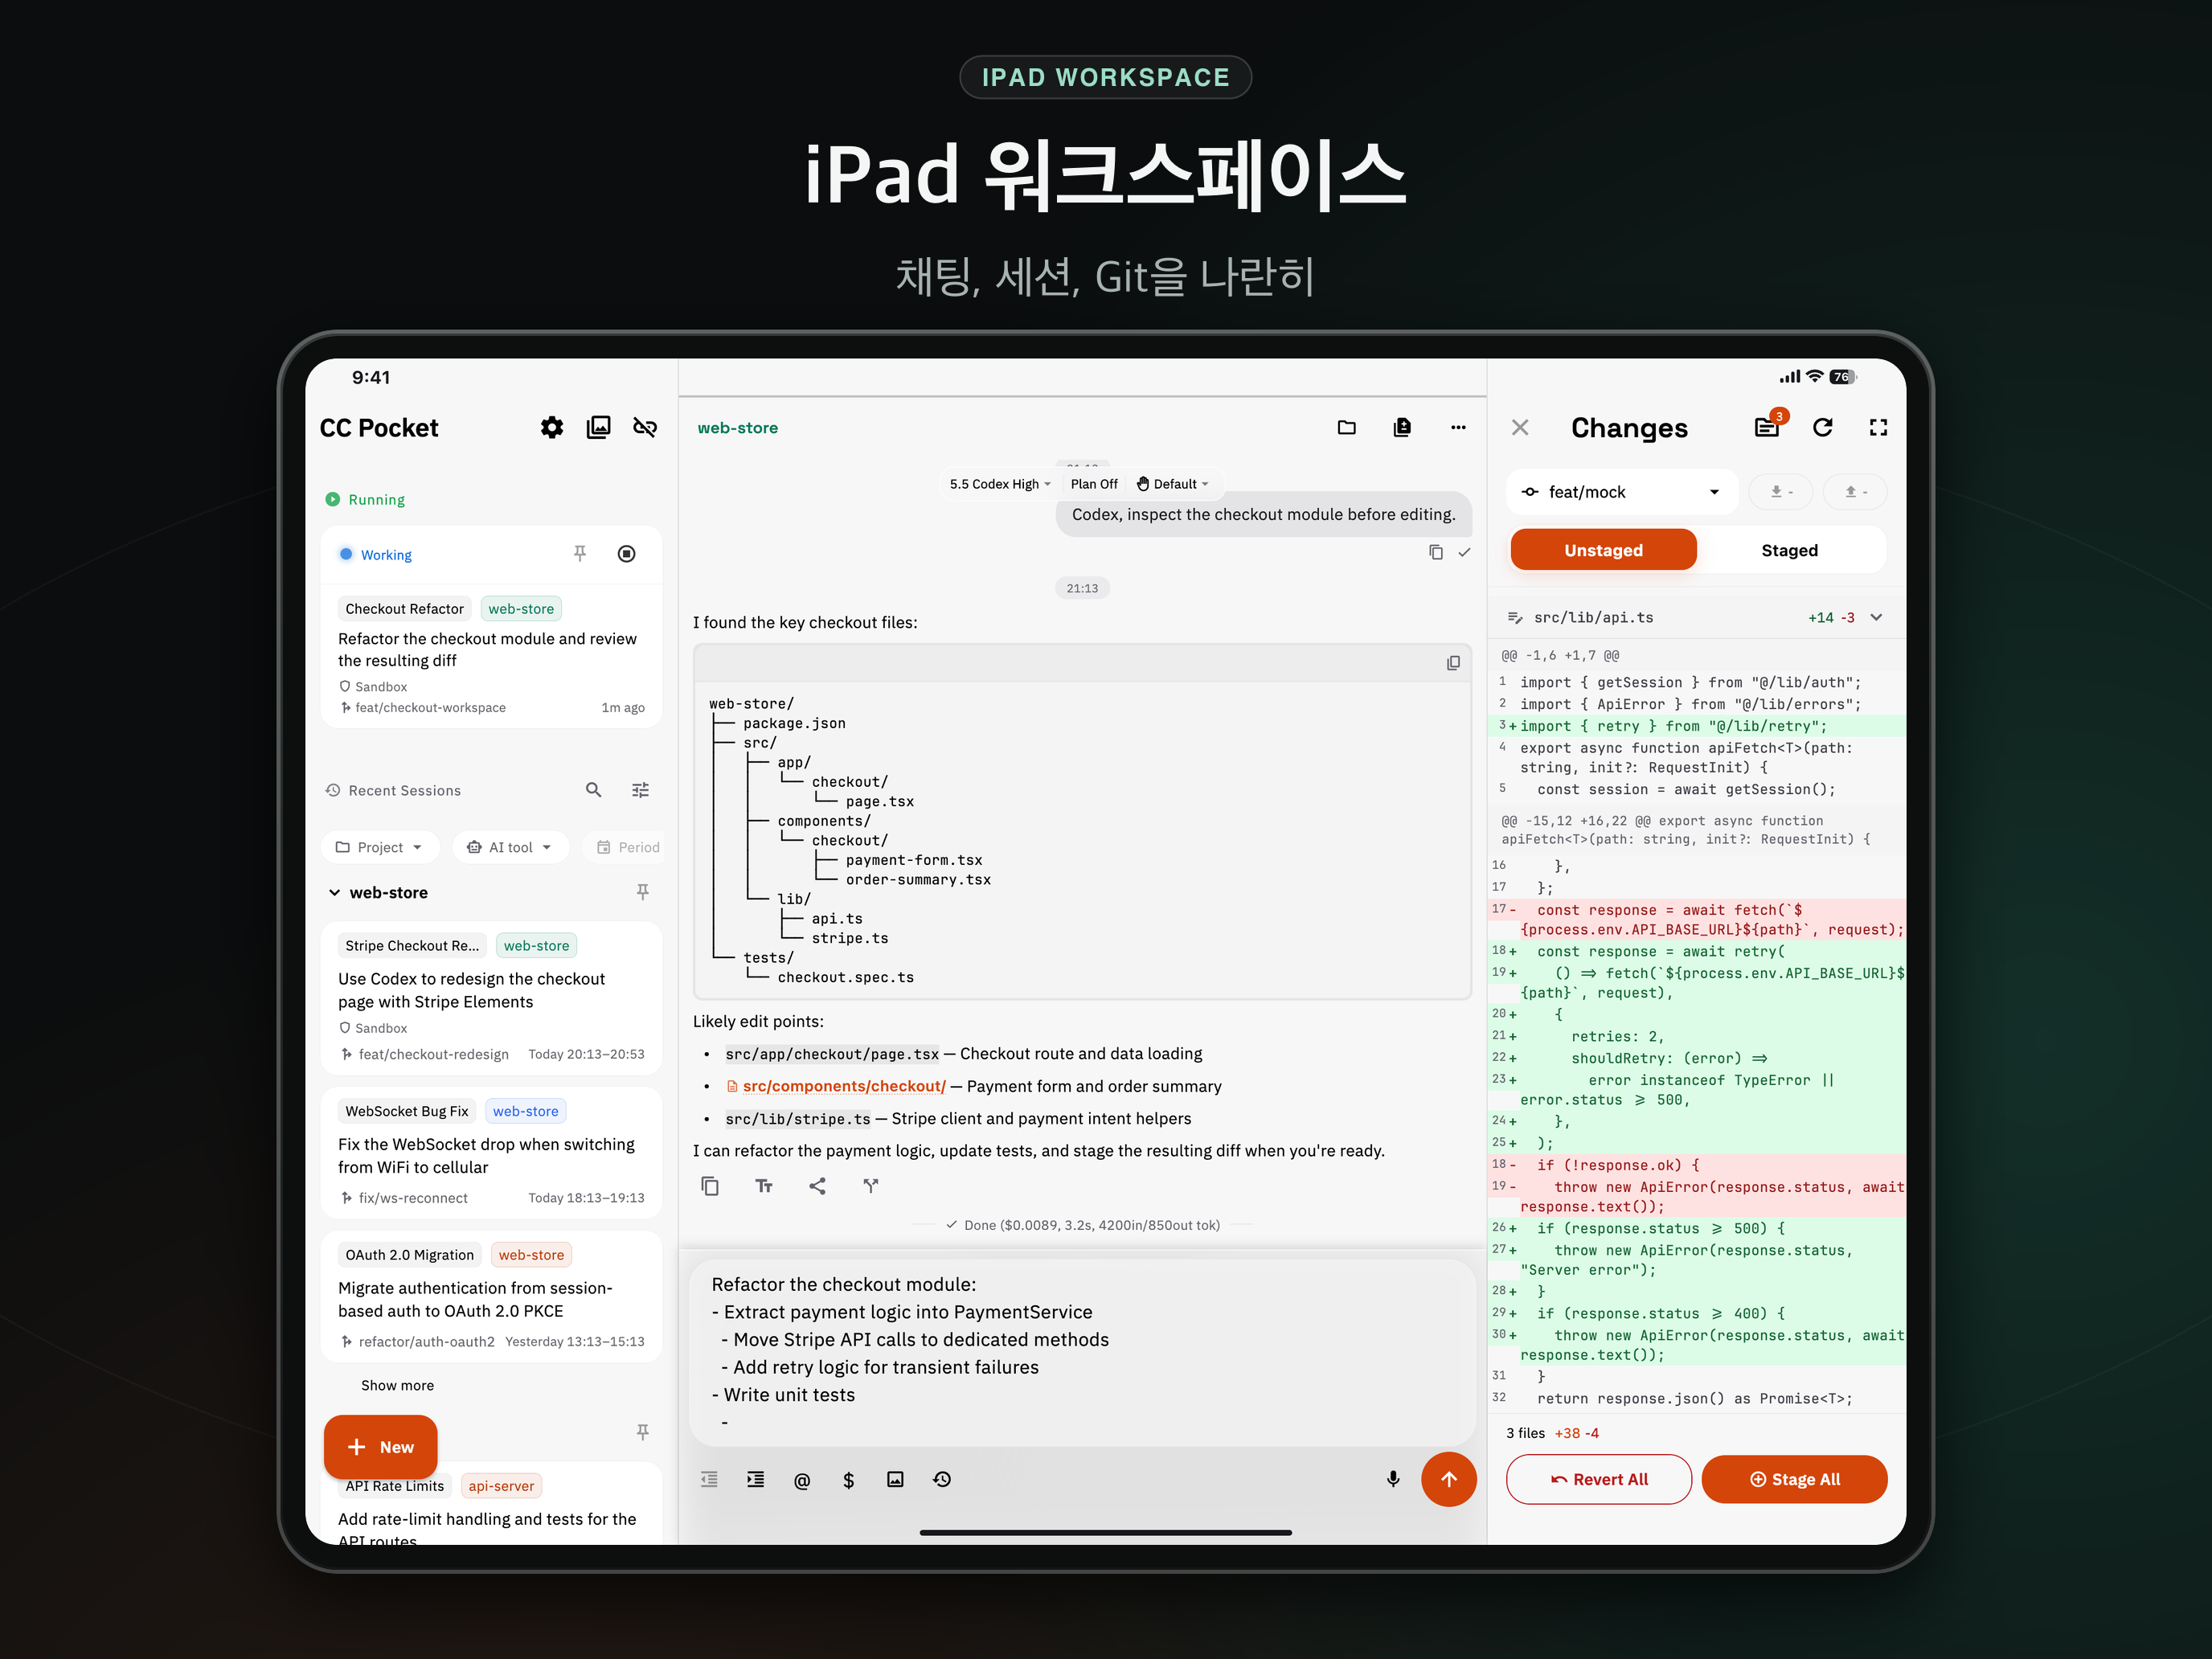 IPAD WORKSPACE
iPad 워크스페이스
채팅, 세션, Git을 나란히
9:41
CC Pocket
Running
Working
Checkout Refactor web-store
Refactor the checkout module and review
the resulting diff
Sandbox
feat/checkout-workspace 1m ago
Recent Sessions
Project AI tool Period
web-store
Stripe Checkout Re... web-store
Use Codex to redesign the checkout
page with Stripe Elements
Sandbox
feat/checkout-redesign Today 20:13–20:53
WebSocket Bug Fix web-store
Fix the WebSocket drop when switching
from WiFi to cellular
fix/ws-reconnect Today 18:13–19:13
OAuth 2.0 Migration web-store
Migrate authentication from session-
based auth to OAuth 2.0 PKCE
refactor/auth-oauth2 Yesterday 13:13–15:13
Show more
+ New
API Rate Limits api-server
Add rate-limit handling and tests for the
API routes
web-store
5.5 Codex High Plan Off Default
Codex, inspect the checkout module before editing.
21:13
I found the key checkout files:
web-store/
├── package.json
├── src/
│   ├── app/
│   │   └── checkout/
│   │       └── page.tsx
│   ├── components/
│   │   └── checkout/
│   │       ├── payment-form.tsx
│   │       └── order-summary.tsx
│   └── lib/
│       ├── api.ts
│       └── stripe.ts
└── tests/
    └── checkout.spec.ts
Likely edit points:
• src/app/checkout/page.tsx — Checkout route and data loading
• src/components/checkout/ — Payment form and order summary
• src/lib/stripe.ts — Stripe client and payment intent helpers
I can refactor the payment logic, update tests, and stage the resulting diff when you're ready.
Done ($0.0089, 3.2s, 4200in/850out tok)
Refactor the checkout module:
- Extract payment logic into PaymentService
  - Move Stripe API calls to dedicated methods
  - Add retry logic for transient failures
- Write unit tests
  -
@ $
76
Changes 3
feat/mock - -
Unstaged Staged
src/lib/api.ts +14 -3
@@ -1,6 +1,7 @@
1 import { getSession } from "@/lib/auth";
2 import { ApiError } from "@/lib/errors";
3 + import { retry } from "@/lib/retry";
4 export async function apiFetch<T>(path:
string, init?: RequestInit) {
5   const session = await getSession();
@@ -15,12 +16,22 @@ export async function
apiFetch<T>(path: string, init?: RequestInit) {
16     },
17   };
17 -   const response = await fetch(`$
{process.env.API_BASE_URL}${path}`, request);
18 +   const response = await retry(
19 +     () => fetch(`${process.env.API_BASE_URL}$
{path}`, request),
20 +     {
21 +       retries: 2,
22 +       shouldRetry: (error) =>
23 +         error instanceof TypeError ||
error.status >= 500,
24 +     },
25 +   );
18 -   if (!response.ok) {
19 -     throw new ApiError(response.status, await
response.text());
26 +   if (response.status >= 500) {
27 +     throw new ApiError(response.status,
"Server error");
28 +   }
29 +   if (response.status >= 400) {
30 +     throw new ApiError(response.status, await
response.text());
31   }
32   return response.json() as Promise<T>;
3 files +38 -4
Revert All Stage All